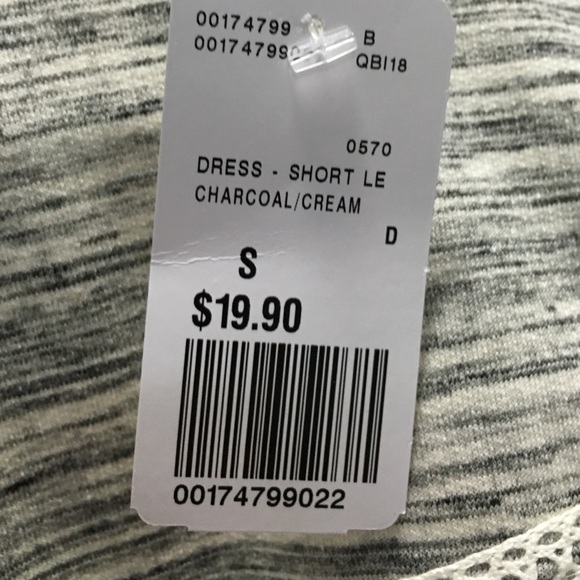 00174799 B
QBI18
0570
DRESS - SHORT LE
CHARCOAL/CREAM
D
S
$19.90
00174799022